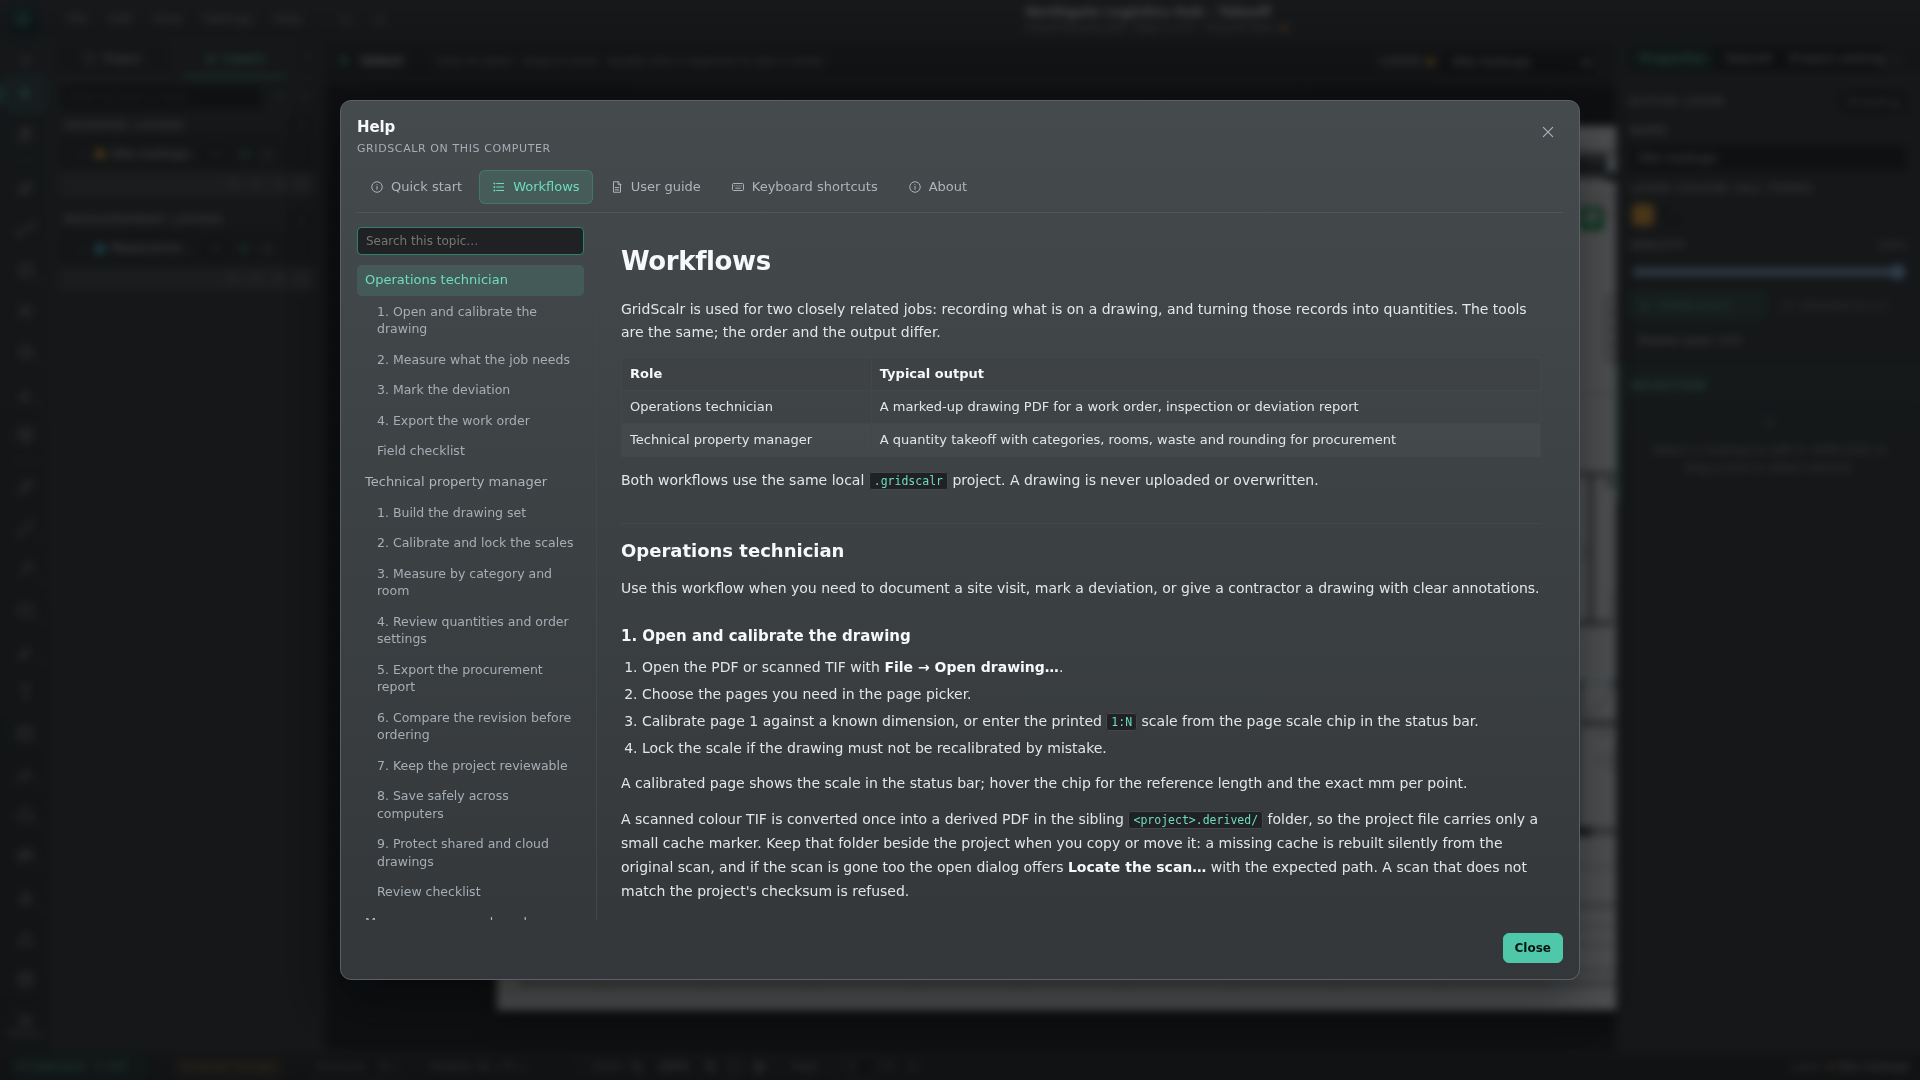 Help
GRIDSCALR ON THIS COMPUTER
Quick start
Workflows
User guide
Keyboard shortcuts
About
Search this topic...
Operations technician
1. Open and calibrate the
drawing
2. Measure what the job needs
3. Mark the deviation
4. Export the work order
Field checklist
Technical property manager
1. Build the drawing set
2. Calibrate and lock the scales
3. Measure by category and
room
4. Review quantities and order
settings
5. Export the procurement
report
6. Compare the revision before
ordering
7. Keep the project reviewable
8. Save safely across
computers
9. Protect shared and cloud
drawings
Review checklist
Workflows
GridScalr is used for two closely related jobs: recording what is on a drawing, and turning those records into quantities. The tools
are the same; the order and the output differ.
Role Typical output
Operations technician A marked-up drawing PDF for a work order, inspection or deviation report
Technical property manager A quantity takeoff with categories, rooms, waste and rounding for procurement
Both workflows use the same local .gridscalr project. A drawing is never uploaded or overwritten.
Operations technician
Use this workflow when you need to document a site visit, mark a deviation, or give a contractor a drawing with clear annotations.
1. Open and calibrate the drawing
1. Open the PDF or scanned TIF with File → Open drawing….
2. Choose the pages you need in the page picker.
3. Calibrate page 1 against a known dimension, or enter the printed 1:N scale from the page scale chip in the status bar.
4. Lock the scale if the drawing must not be recalibrated by mistake.
A calibrated page shows the scale in the status bar; hover the chip for the reference length and the exact mm per point.
A scanned colour TIF is converted once into a derived PDF in the sibling <project>.derived/ folder, so the project file carries only a
small cache marker. Keep that folder beside the project when you copy or move it: a missing cache is rebuilt silently from the
original scan, and if the scan is gone too the open dialog offers Locate the scan… with the expected path. A scan that does not
match the project's checksum is refused.
Close